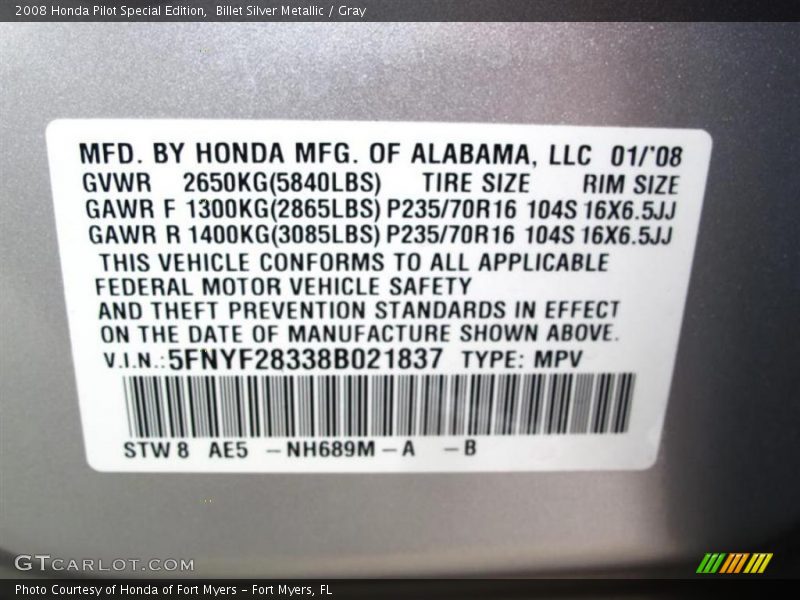 2008 Honda Pilot Special Edition,  Billet Silver Metallic / Gray
MFD. BY HONDA MFG. OF ALABAMA, LLC 01/'08
GVWR 2650KG(5840LBS) TIRE SIZE RIM SIZE
GAWR F 1300KG(2865LBS) P235/70R16 104S 16X6.5JJ
GAWR R 1400KG(3085LBS) P235/70R16 104S 16X6.5JJ
THIS VEHICLE CONFORMS TO ALL APPLICABLE
FEDERAL MOTOR VEHICLE SAFETY
AND THEFT PREVENTION STANDARDS IN EFFECT
ON THE DATE OF MANUFACTURE SHOWN ABOVE.
V.I.N.: 5FNYF28338B021837 TYPE: MPV
STW 8 AE5 - NH689M - A - B
GTCARLOT.COM
Photo Courtesy of Honda of Fort Myers - Fort Myers, FL